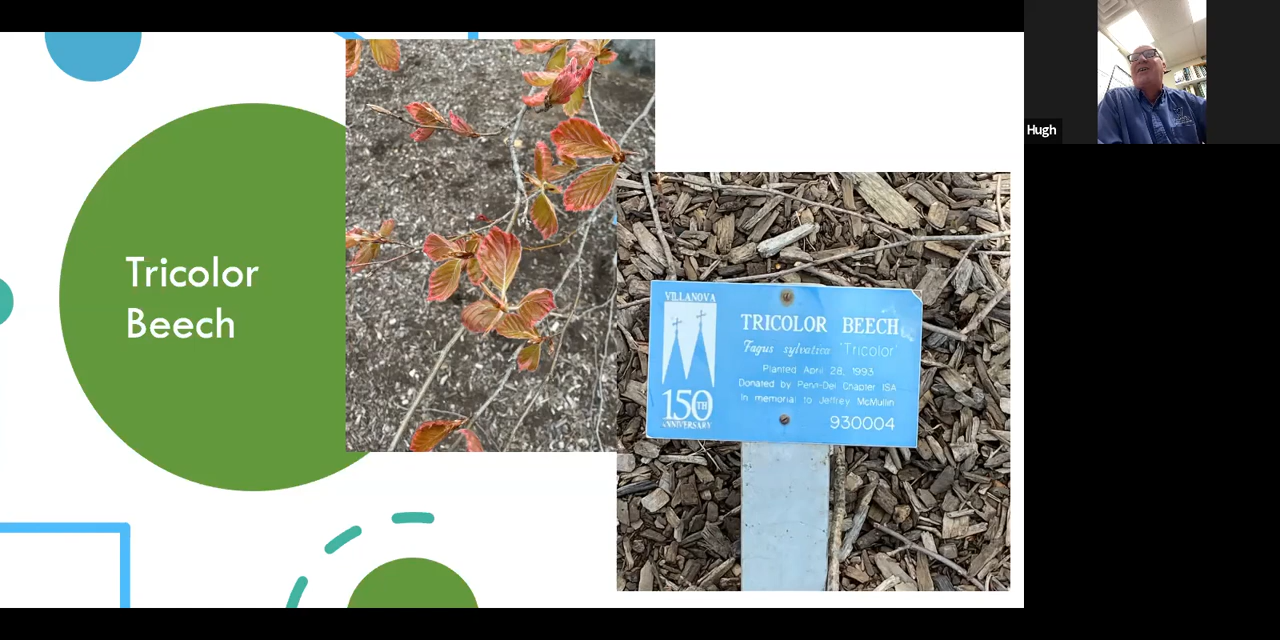 Tricolor
Beech
VILLANOVA
150TH
ANNIVERSARY
TRICOLOR BEECH
Fagus sylvatica 'Tricolor'
Planted April 28, 1993
Donated by Penn-Del Chapter ISA
In memorial to Jeffrey McMullin
930004
Hugh